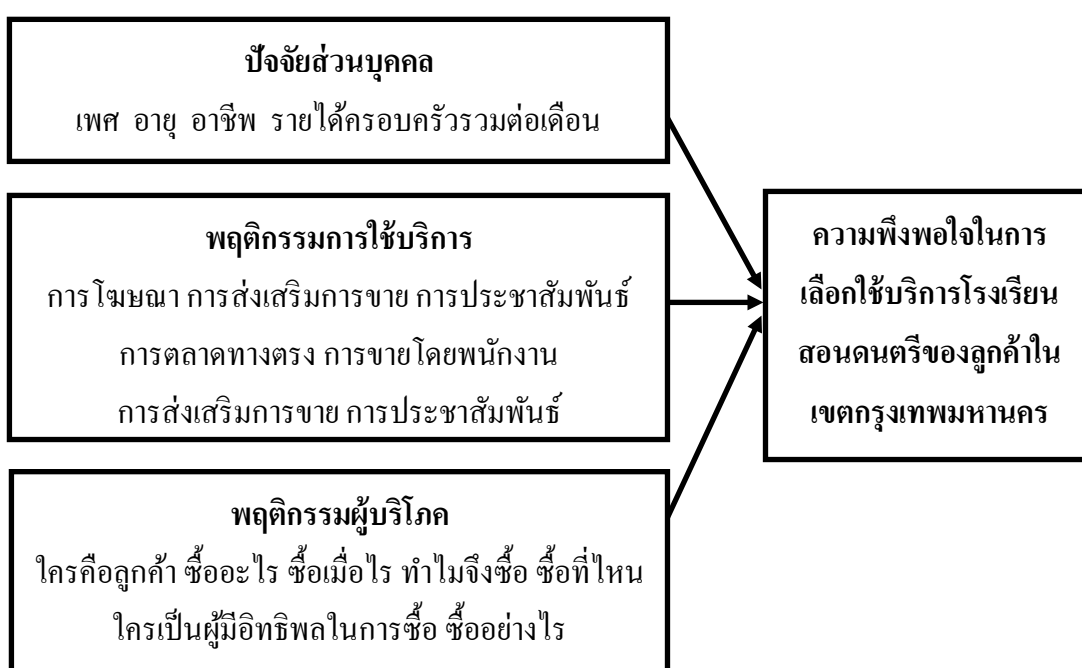 ปัจจัยส่วนบุคคล
เพศ อายุ อาชีพ รายได้ครอบครัวรวมต่อเดือน
พฤติกรรมการใช้บริการ
การโฆษณา การส่งเสริมการขาย การประชาสัมพันธ์
การตลาดทางตรง การขายโดยพนักงาน
การส่งเสริมการขาย การประชาสัมพันธ์
พฤติกรรมผู้บริโภค
ใครคือลูกค้า ซื้ออะไร ซื้อเมื่อไร ทำไมจึงซื้อ ซื้อที่ไหน
ใครเป็นผู้มีอิทธิพลในการซื้อ ซื้ออย่างไร
ความพึงพอใจในการ
เลือกใช้บริการโรงเรียน
สอนดนตรีของลูกค้าใน
เขตกรุงเทพมหานคร